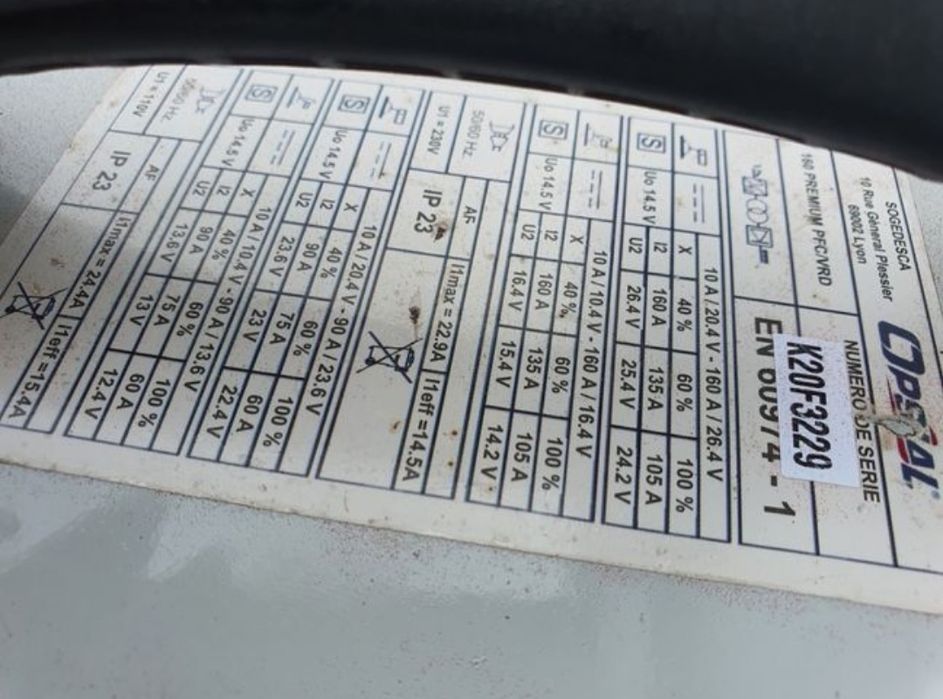 SOGEDESCA
10 Rue Général Plessier
69002 Lyon
OPSIAL
160 PREMIUM PFC/VRD
NUMERO DE SERIE
K20F3229
EN 60974 - 1
10 A / 20.4 V - 160 A / 26.4 V
X 40 % 60 % 100 %
S
Uo 14.5 V
I2 160 A 135 A 105 A
U2 26.4 V 25.4 V 24.2 V
10 A / 10.4 V - 160 A / 16.4 V
X 40 % 60 % 100 %
S
Uo 14.5 V
I2 160 A 135 A 105 A
U2 16.4 V 15.4 V 14.2 V
50/60 Hz
U1 = 230V
AF
IP 23
I1max = 22.9A
I1eff =14.5A
10 A / 20.4 V - 90 A / 23.6 V
X 40 % 60 % 100 %
S
Uo 14.5 V
I2 90 A 75 A 60 A
U2 23.6 V 23 V 22.4 V
10 A / 10.4 V - 90 A / 13.6 V
X 40 % 60 % 100 %
S
Uo 14.5 V
I2 90 A 75 A 60 A
U2 13.6 V 13 V 12.4 V
50/60 Hz
U1 = 110V
AF
IP 23
I1max = 24.4A
I1eff =15.4A